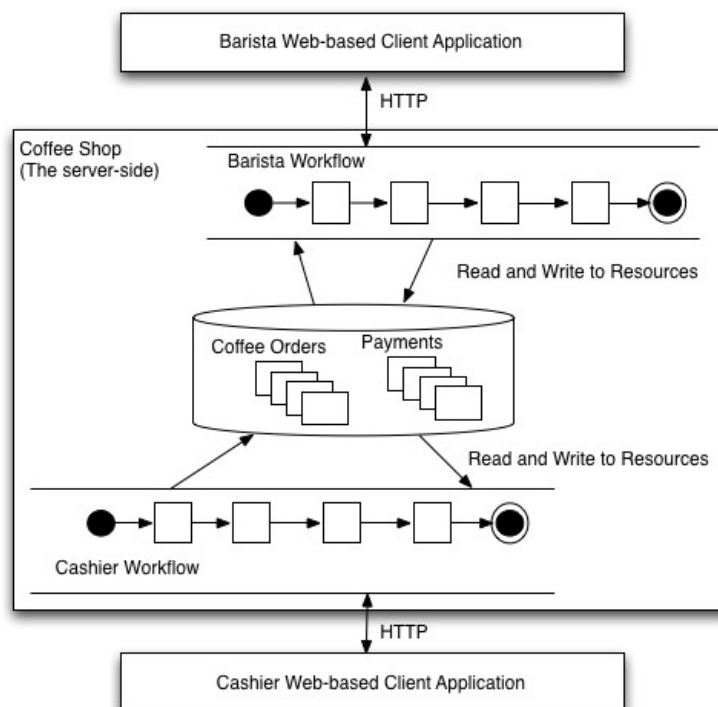 Barista Web-based Client Application
HTTP
Coffee Shop
(The server-side)
Barista Workflow
Read and Write to Resources
Coffee Orders
Payments
Read and Write to Resources
Cashier Workflow
HTTP
Cashier Web-based Client Application